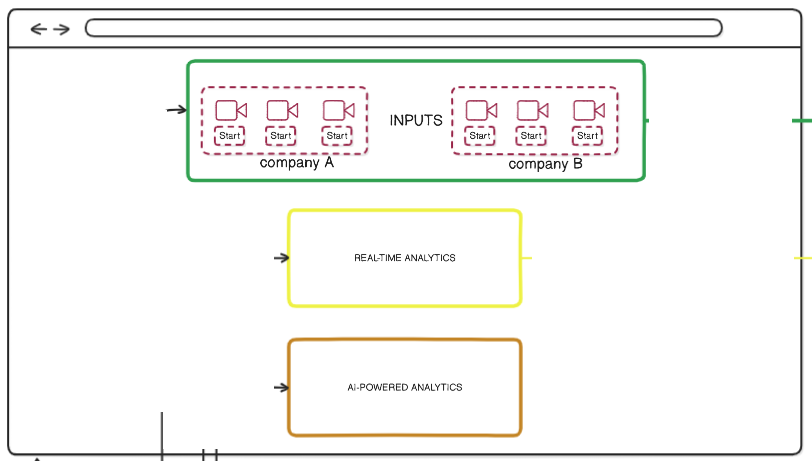 INPUTS
Start Start Start
company A
Start Start Start
company B
REAL-TIME ANALYTICS
AI-POWERED ANALYTICS